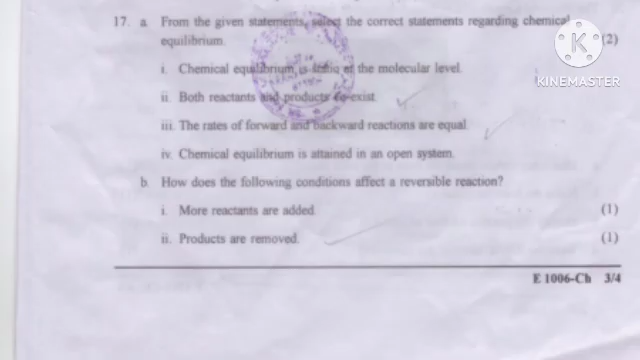 17. a. From the given statements, select the correct statements regarding chemical
equilibrium. (2)
i. Chemical equilibrium is static at the molecular level.
ii. Both reactants and products co-exist.
iii. The rates of forward and backward reactions are equal.
iv. Chemical equilibrium is attained in an open system.
b. How does the following conditions affect a reversible reaction?
i. More reactants are added. (1)
ii. Products are removed. (1)
E 1006-Ch 3/4
K
KINEMASTER